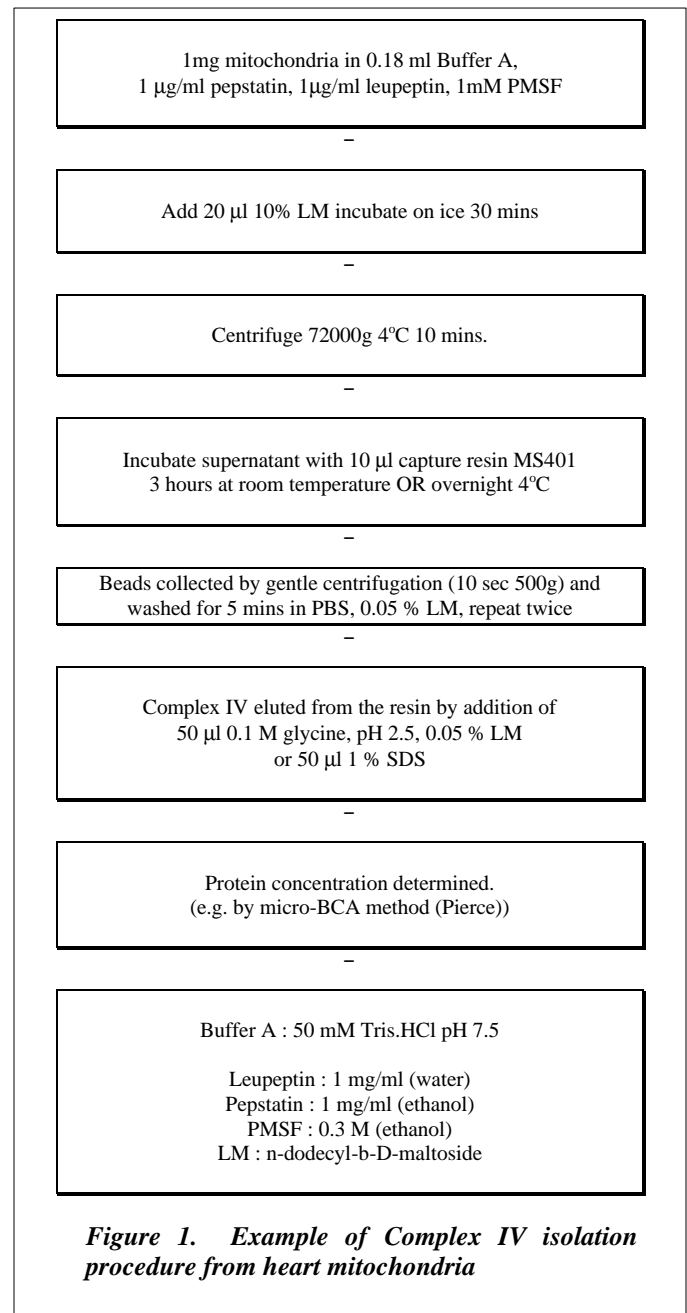 1mg mitochondria in 0.18 ml Buffer A,
1 μg/ml pepstatin, 1μg/ml leupeptin, 1mM PMSF
–
Add 20 μl 10% LM incubate on ice 30 mins
–
Centrifuge 72000g 4°C 10 mins.
–
Incubate supernatant with 10 μl capture resin MS401
3 hours at room temperature OR overnight 4°C
–
Beads collected by gentle centrifugation (10 sec 500g) and
washed for 5 mins in PBS, 0.05 % LM, repeat twice
–
Complex IV eluted from the resin by addition of
50 μl 0.1 M glycine, pH 2.5, 0.05 % LM
or 50 μl 1 % SDS
–
Protein concentration determined.
(e.g. by micro-BCA method (Pierce))
–
Buffer A : 50 mM Tris.HCl pH 7.5
Leupeptin : 1 mg/ml (water)
Pepstatin : 1 mg/ml (ethanol)
PMSF : 0.3 M (ethanol)
LM : n-dodecyl-b-D-maltoside
Figure 1. Example of Complex IV isolation
procedure from heart mitochondria